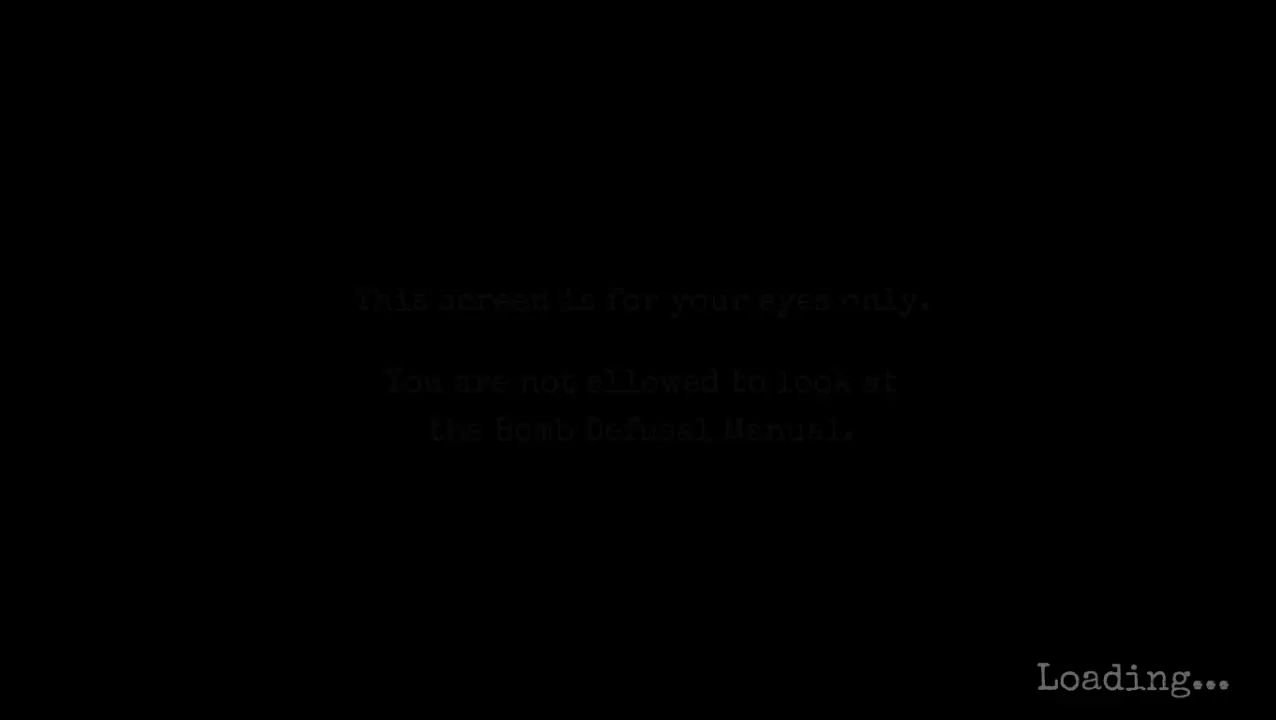 This screen is for your eyes only.
You are not allowed to look at
the Bomb Defusal Manual.
Loading...